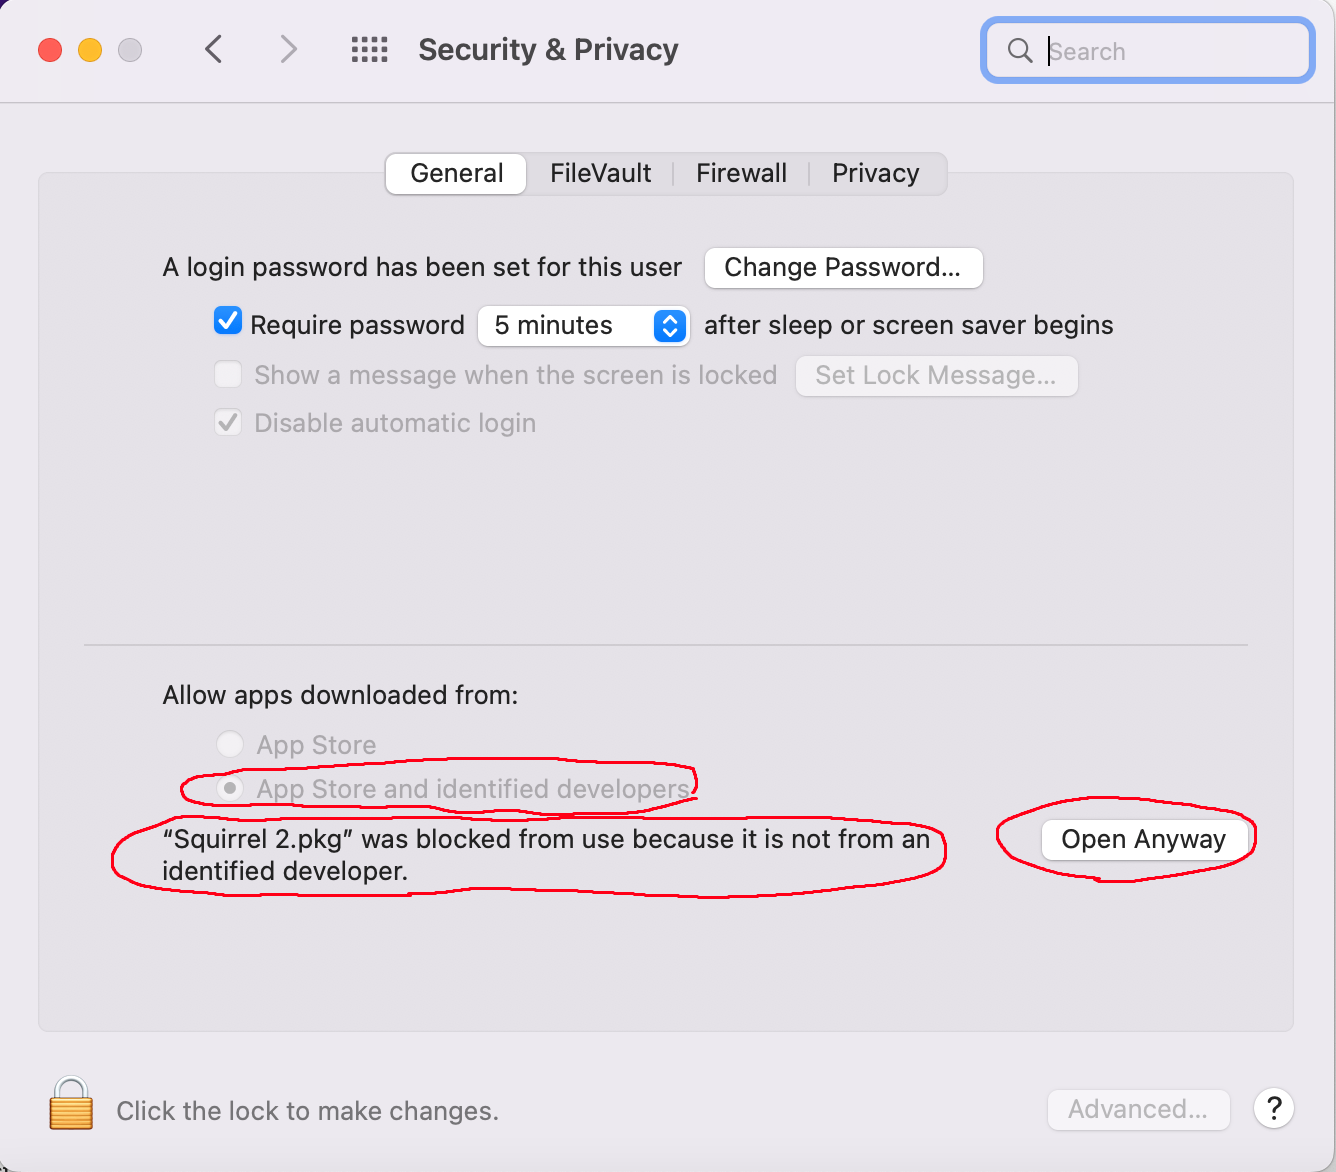 Security & Privacy
Search
General FileVault Firewall Privacy
A login password has been set for this user Change Password...
Require password 5 minutes after sleep or screen saver begins
Show a message when the screen is locked Set Lock Message...
Disable automatic login
Allow apps downloaded from:
App Store
App Store and identified developers
“Squirrel 2.pkg” was blocked from use because it is not from an
identified developer.
Open Anyway
Click the lock to make changes.
Advanced... ?